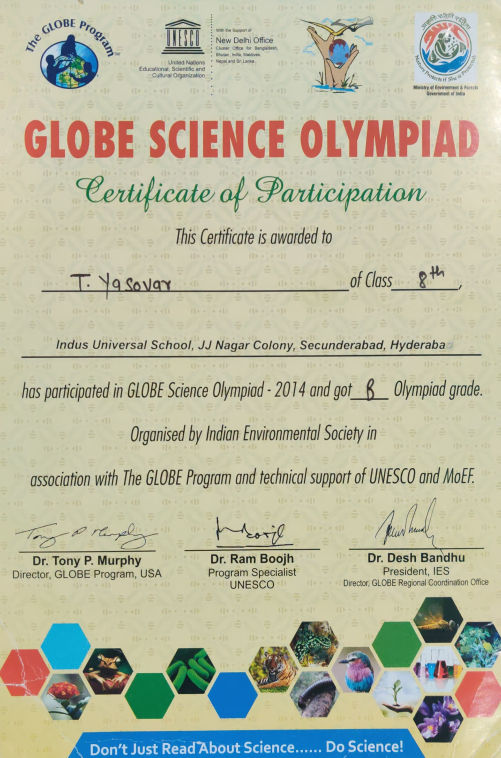 The GLOBE Program
UNESCO
United Nations
Educational, Scientific and
Cultural Organization
With the Support of
New Delhi Office
Cluster Office for Bangladesh,
Bhutan, India, Maldives,
Nepal and Sri Lanka
Ministry of Environment & Forests
Government of India
GLOBE SCIENCE OLYMPIAD
Certificate of Participation
This Certificate is awarded to
T. Yasovar of Class 8th,
Indus Universal School, JJ Nagar Colony, Secunderabad, Hyderaba
has participated in GLOBE Science Olympiad - 2014 and got B Olympiad grade.
Organised by Indian Environmental Society in
association with The GLOBE Program and technical support of UNESCO and MoEF.
Dr. Tony P. Murphy
Director, GLOBE Program, USA
Dr. Ram Boojh
Program Specialist
UNESCO
Dr. Desh Bandhu
President, IES
Director, GLOBE Regional Coordination Office
Don't Just Read About Science...... Do Science!